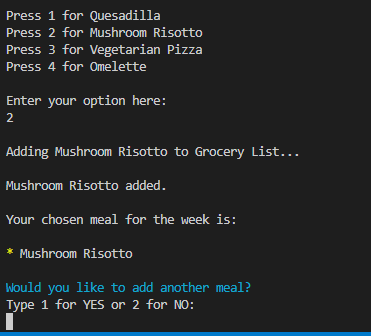 Press 1 for Quesadilla
Press 2 for Mushroom Risotto
Press 3 for Vegetarian Pizza
Press 4 for Omelette
Enter your option here:
2
Adding Mushroom Risotto to Grocery List...
Mushroom Risotto added.
Your chosen meal for the week is:
* Mushroom Risotto
Would you like to add another meal?
Type 1 for YES or 2 for NO: